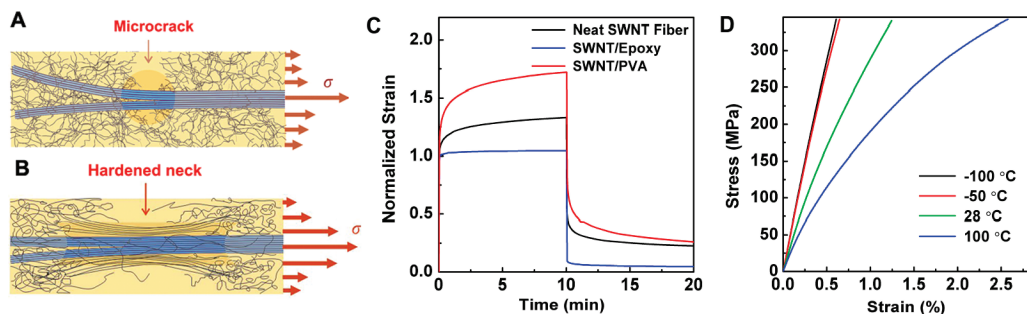 A
Microcrack
σ
B
Hardened neck
σ
C
Neat SWNT Fiber
SWNT/Epoxy
SWNT/PVA
Normalized Strain
2.0
1.5
1.0
0.5
0.0
0
5
10
15
20
Time (min)
D
Stress (MPa)
300
250
200
150
100
50
0
-100 °C
-50 °C
28 °C
100 °C
0.0
0.5
1.0
1.5
2.0
2.5
Strain (%)